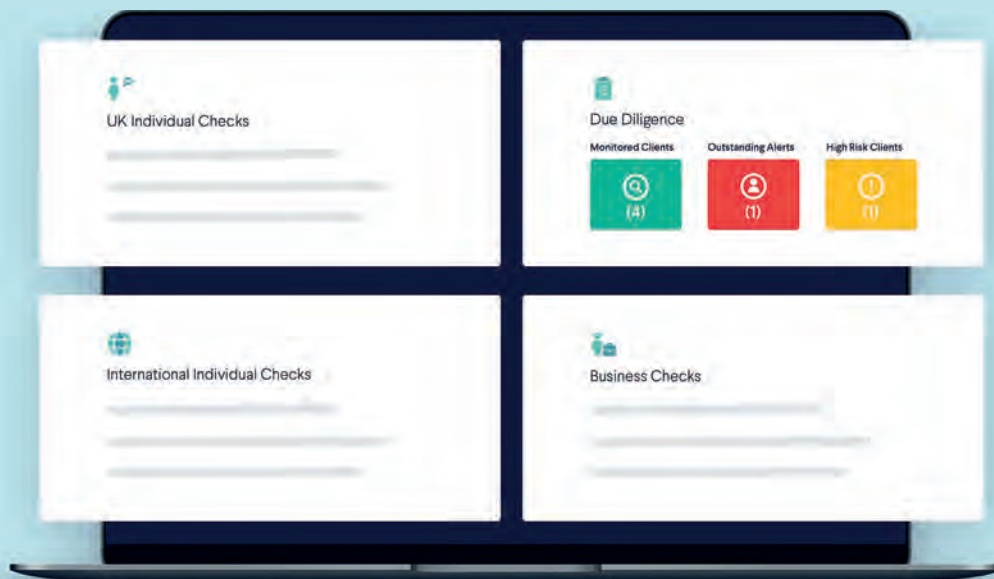 UK Individual Checks
Due Diligence
Monitored Clients Outstanding Alerts High Risk Clients
(4) (1) (1)
International Individual Checks
Business Checks